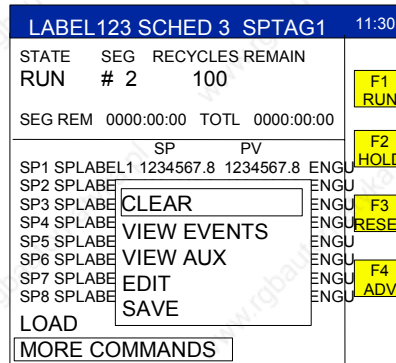 LABEL123 SCHED 3 SPTAG1 11:30
STATE SEG RECYCLES REMAIN
RUN # 2 100
F1
RUN
SEG REM 0000:00:00 TOTL 0000:00:00
F2
HOLD
SP PV
SP1 SPLABEL1 1234567.8 1234567.8 ENGU
SP2 SPLABE ENGU
SP3 SPLABE ENGU
SP4 SPLABE ENGU
SP5 SPLABE ENGU
SP6 SPLABE ENGU
SP7 SPLABE ENGU
SP8 SPLABE ENGU
CLEAR
VIEW EVENTS
VIEW AUX
EDIT
SAVE
F3
RESE
F4
ADV
LOAD
MORE COMMANDS